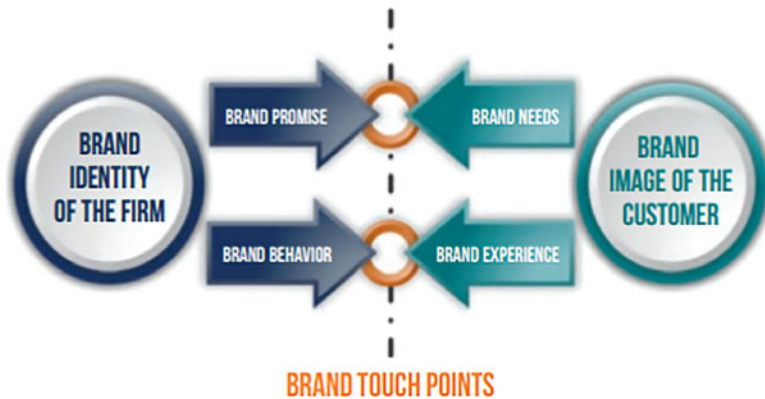 BRAND
IDENTITY
OF THE FIRM
BRAND PROMISE
BRAND NEEDS
BRAND BEHAVIOR
BRAND EXPERIENCE
BRAND
IMAGE OF THE
CUSTOMER
BRAND TOUCH POINTS